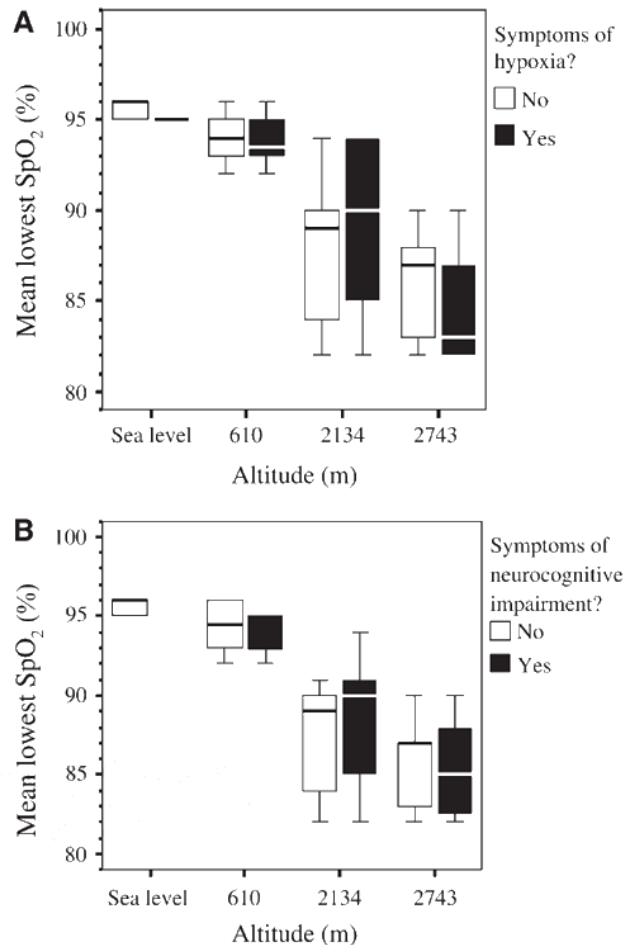 A
Mean lowest SpO₂ (%)
100
95
90
85
80
Sea level 610 2134 2743
Altitude (m)
Symptoms of
hypoxia?
No
Yes
B
Mean lowest SpO₂ (%)
100
95
90
85
80
Sea level 610 2134 2743
Altitude (m)
Symptoms of
neurocognitive
impairment?
No
Yes